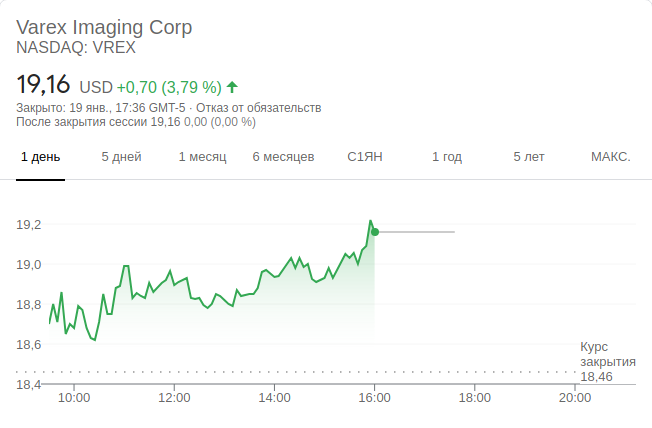 Varex Imaging Corp
NASDAQ: VREX
19,16 USD +0,70 (3,79 %)
Закрыто: 19 янв., 17:36 GMT-5 · Отказ от обязательств
После закрытия сессии 19,16 0,00 (0,00 %)
1 день 5 дней 1 месяц 6 месяцев С1ЯН 1 год 5 лет МАКС.
19,2
19,0
18,8
18,6
18,4
Курс
закрытия
18,46
10:00 12:00 14:00 16:00 18:00 20:00